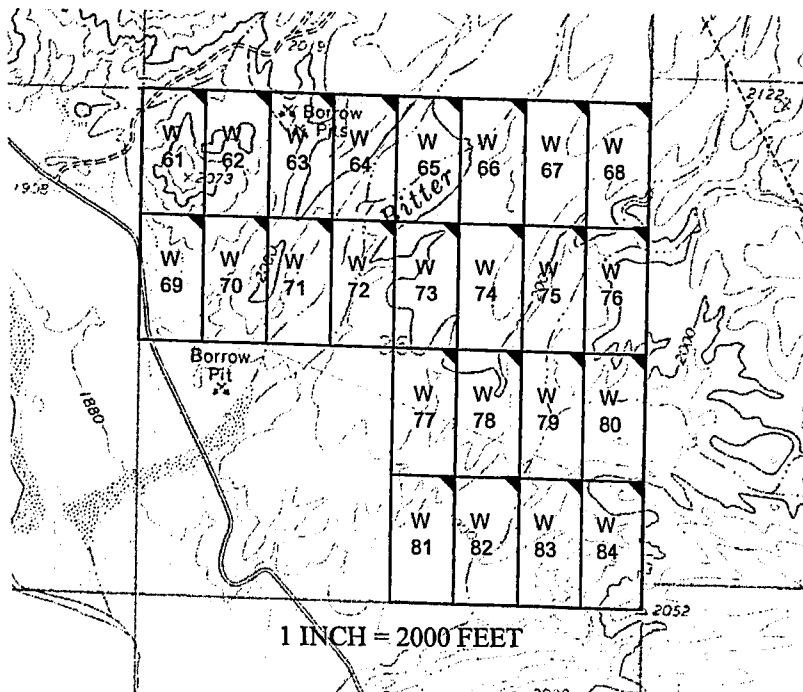 2019
2122
1908
Borrow
Pits
W
61
W
62
W
63
W
64
W
65
W
66
W
67
W
68
×2073
Bitter
W
69
W
70
W
71
W
72
W
73
W
74
W
75
W
76
2000
Borrow
Pit
1880
W
77
W
78
W
79
W
80
W
81
W
82
W
83
W
84
2052
1 INCH = 2000 FEET